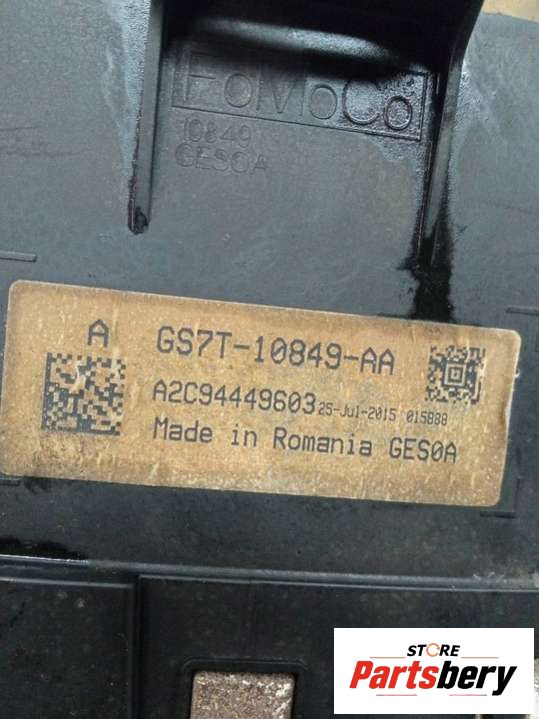 FoMoCo
10849
GES0A
A GS7T-10849-AA
A2C94449603 25-Jul-2015 015888
Made in Romania GES0A
STORE
Partsbery